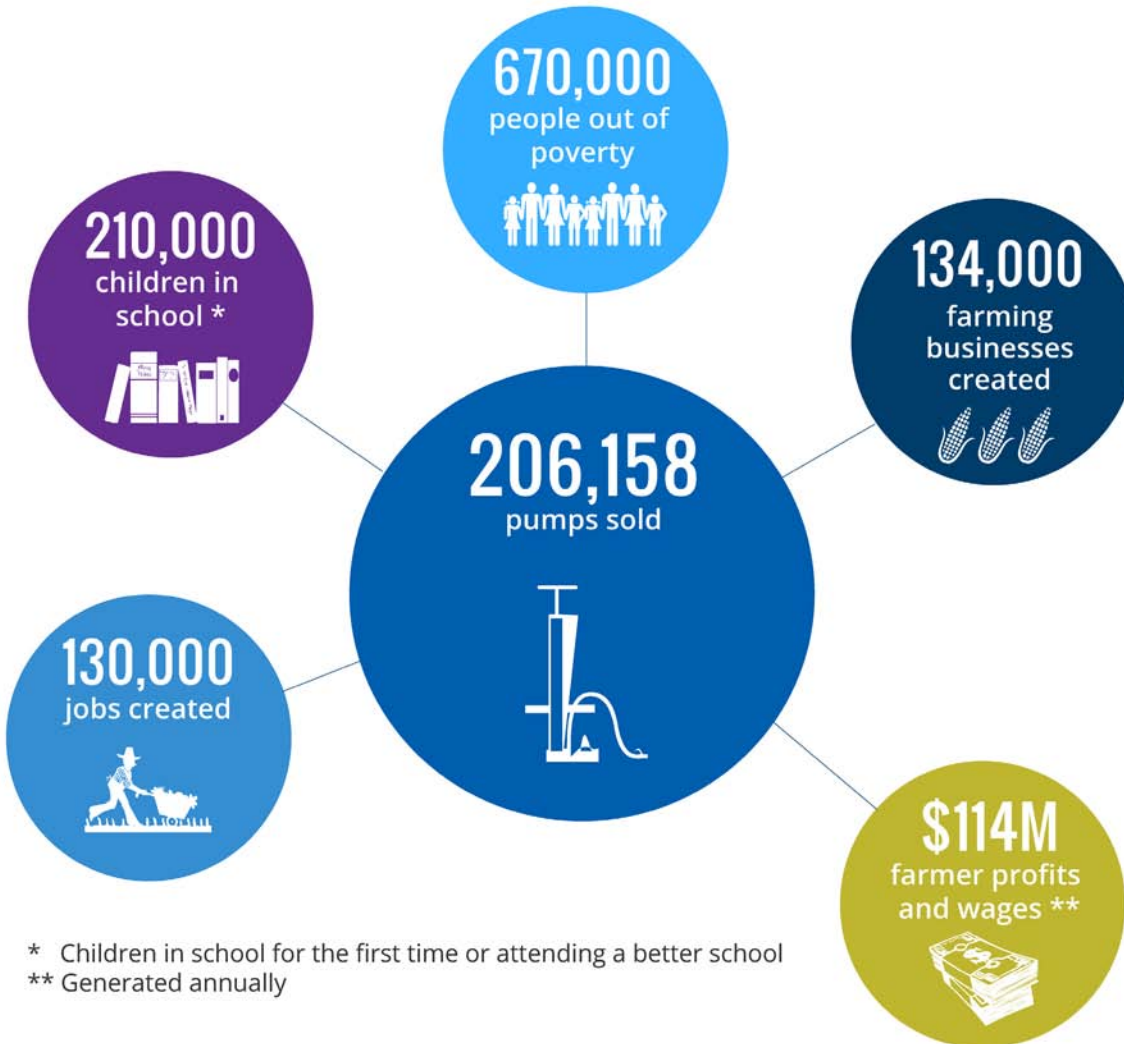 670,000
people out of
poverty
210,000
children in
school *
134,000
farming
businesses
created
206,158
pumps sold
130,000
jobs created
$114M
farmer profits
and wages **
* Children in school for the first time or attending a better school
** Generated annually